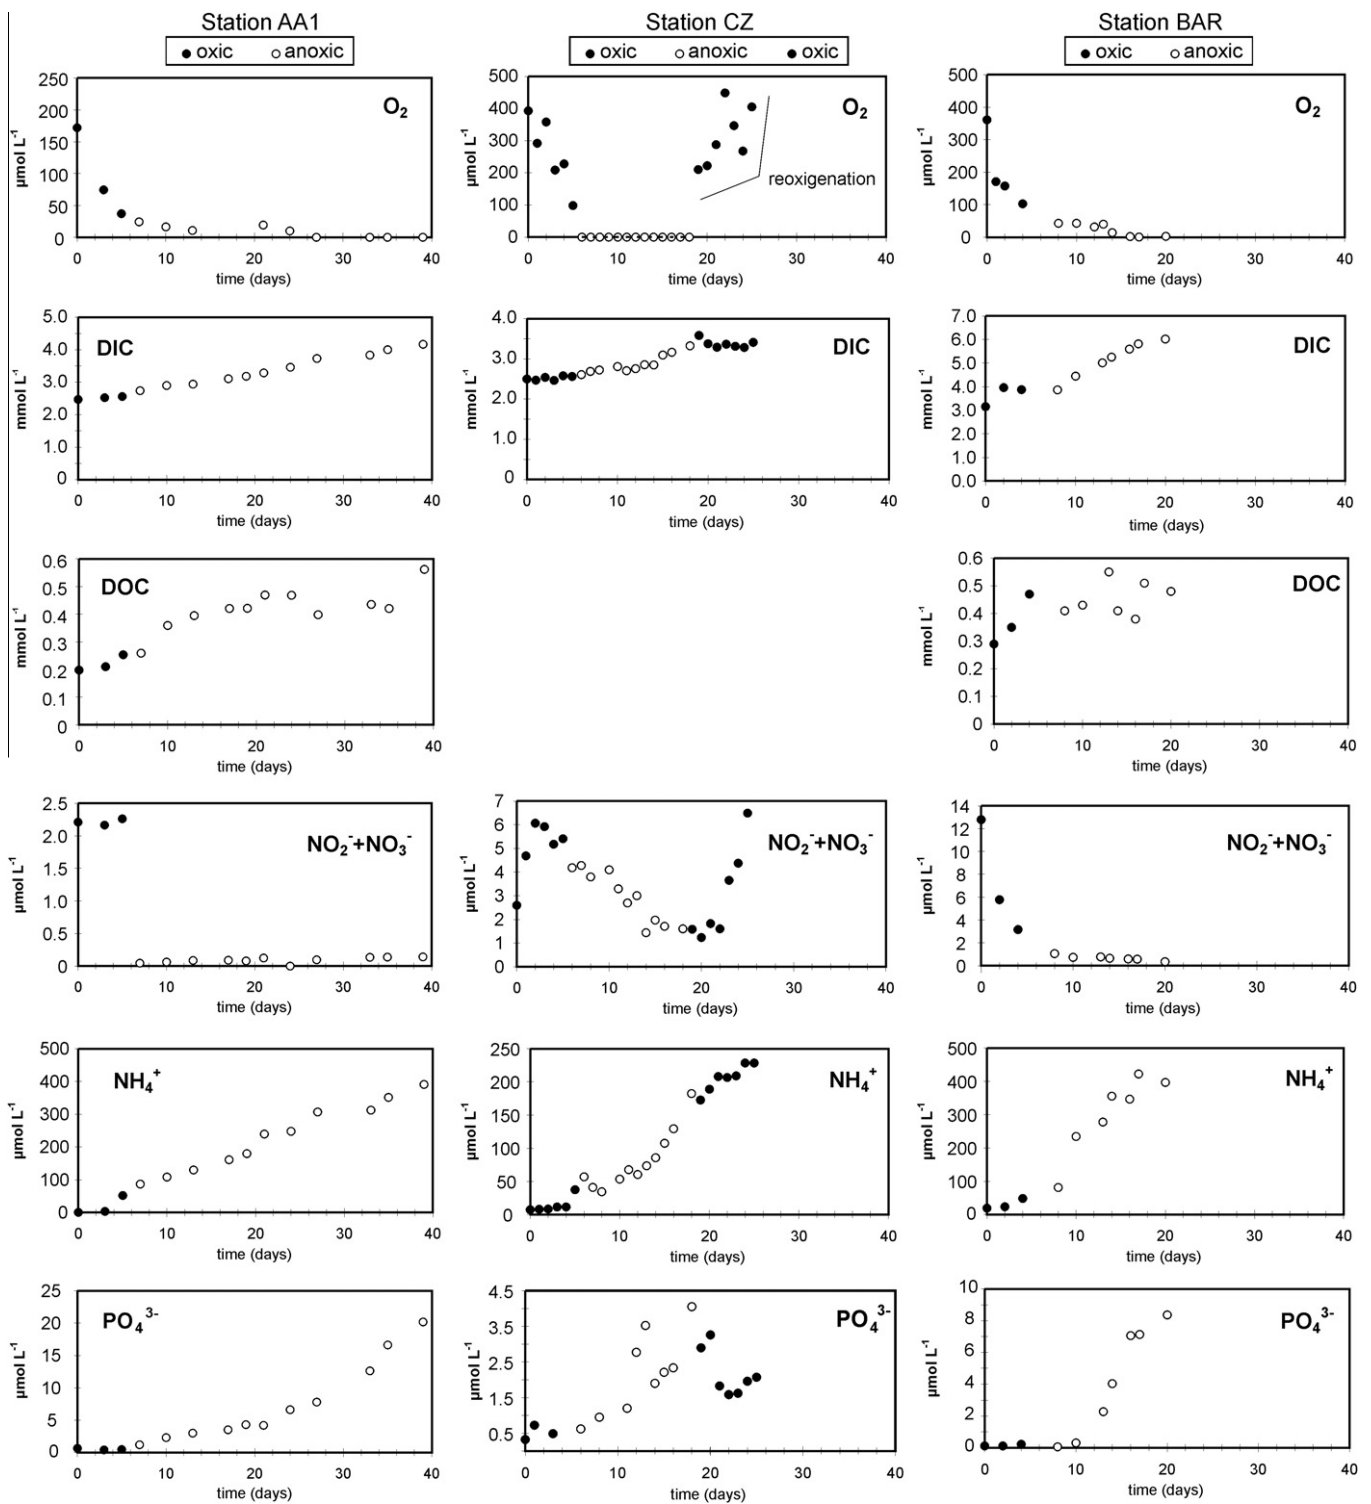 Station AA1
● oxic ○ anoxic
Station CZ
● oxic ○ anoxic ● oxic
Station BAR
● oxic ○ anoxic
250
200
150
100
50
0
µmol L⁻¹
O₂
0 10 20 30 40
time (days)
500
400
300
200
100
0
µmol L⁻¹
O₂
reoxigenation
0 10 20 30 40
time (days)
500
400
300
200
100
0
µmol L⁻¹
O₂
0 10 20 30 40
time (days)
5.0
4.0
3.0
2.0
1.0
0
mmol L⁻¹
DIC
0 10 20 30 40
time (days)
4.0
3.0
2.0
1.0
0
mmol L⁻¹
DIC
0 10 20 30 40
time (days)
7.0
6.0
5.0
4.0
3.0
2.0
1.0
0.0
mmol L⁻¹
DIC
0 10 20 30 40
time (days)
0.6
0.5
0.4
0.3
0.2
0.1
0
mmol L⁻¹
DOC
0 10 20 30 40
time (days)
0.6
0.5
0.4
0.3
0.2
0.1
0
mmol L⁻¹
DOC
0 10 20 30 40
time (days)
2.5
2.0
1.5
1.0
0.5
0
µmol L⁻¹
NO₂⁻+NO₃⁻
0 10 20 30 40
time (days)
7
6
5
4
3
2
1
0
µmol L⁻¹
NO₂⁻+NO₃⁻
0 10 20 30 40
time (days)
14
12
10
8
6
4
2
0
µmol L⁻¹
NO₂⁻+NO₃⁻
0 10 20 30 40
time (days)
500
400
300
200
100
0
µmol L⁻¹
NH₄⁺
0 10 20 30 40
time (days)
250
200
150
100
50
0
µmol L⁻¹
NH₄⁺
0 10 20 30 40
time (days)
500
400
300
200
100
0
µmol L⁻¹
NH₄⁺
0 10 20 30 40
time (days)
25
20
15
10
5
0
µmol L⁻¹
PO₄³⁻
0 10 20 30 40
time (days)
4.5
3.5
2.5
1.5
0.5
µmol L⁻¹
PO₄³⁻
0 10 20 30 40
time (days)
10
8
6
4
2
0
µmol L⁻¹
PO₄³⁻
0 10 20 30 40
time (days)